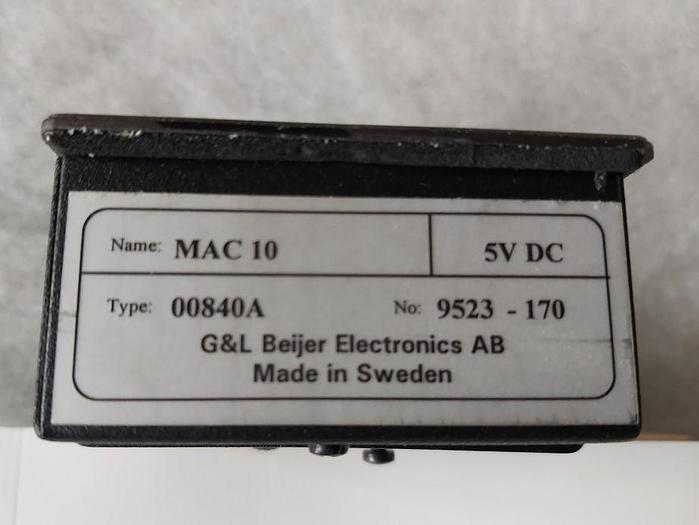 Name: MAC 10 5V DC
Type: 00840A No: 9523 - 170
G&L Beijer Electronics AB
Made in Sweden